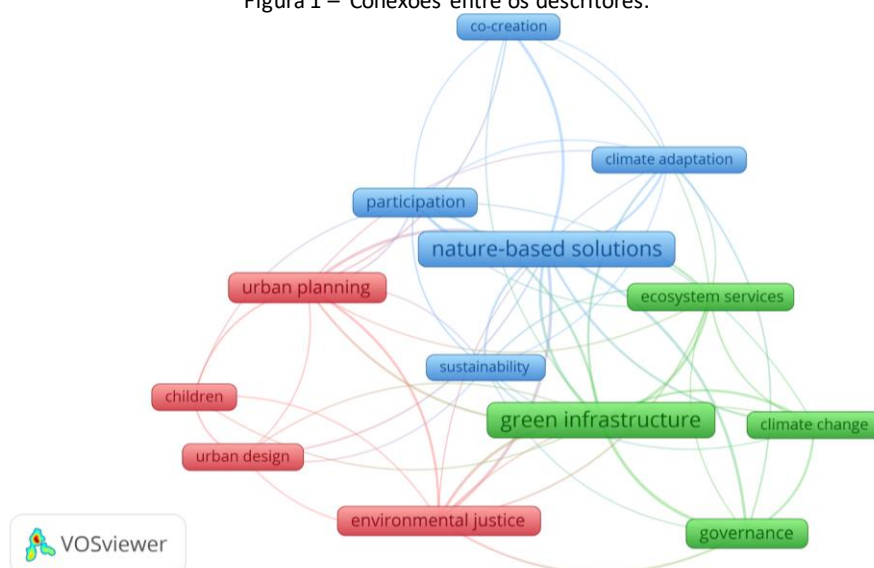 Figura 1 – Conexões entre os descritores.
co-creation
climate adaptation
participation
nature-based solutions
urban planning
ecosystem services
sustainability
children
green infrastructure
climate change
urban design
environmental justice
governance
VOSviewer